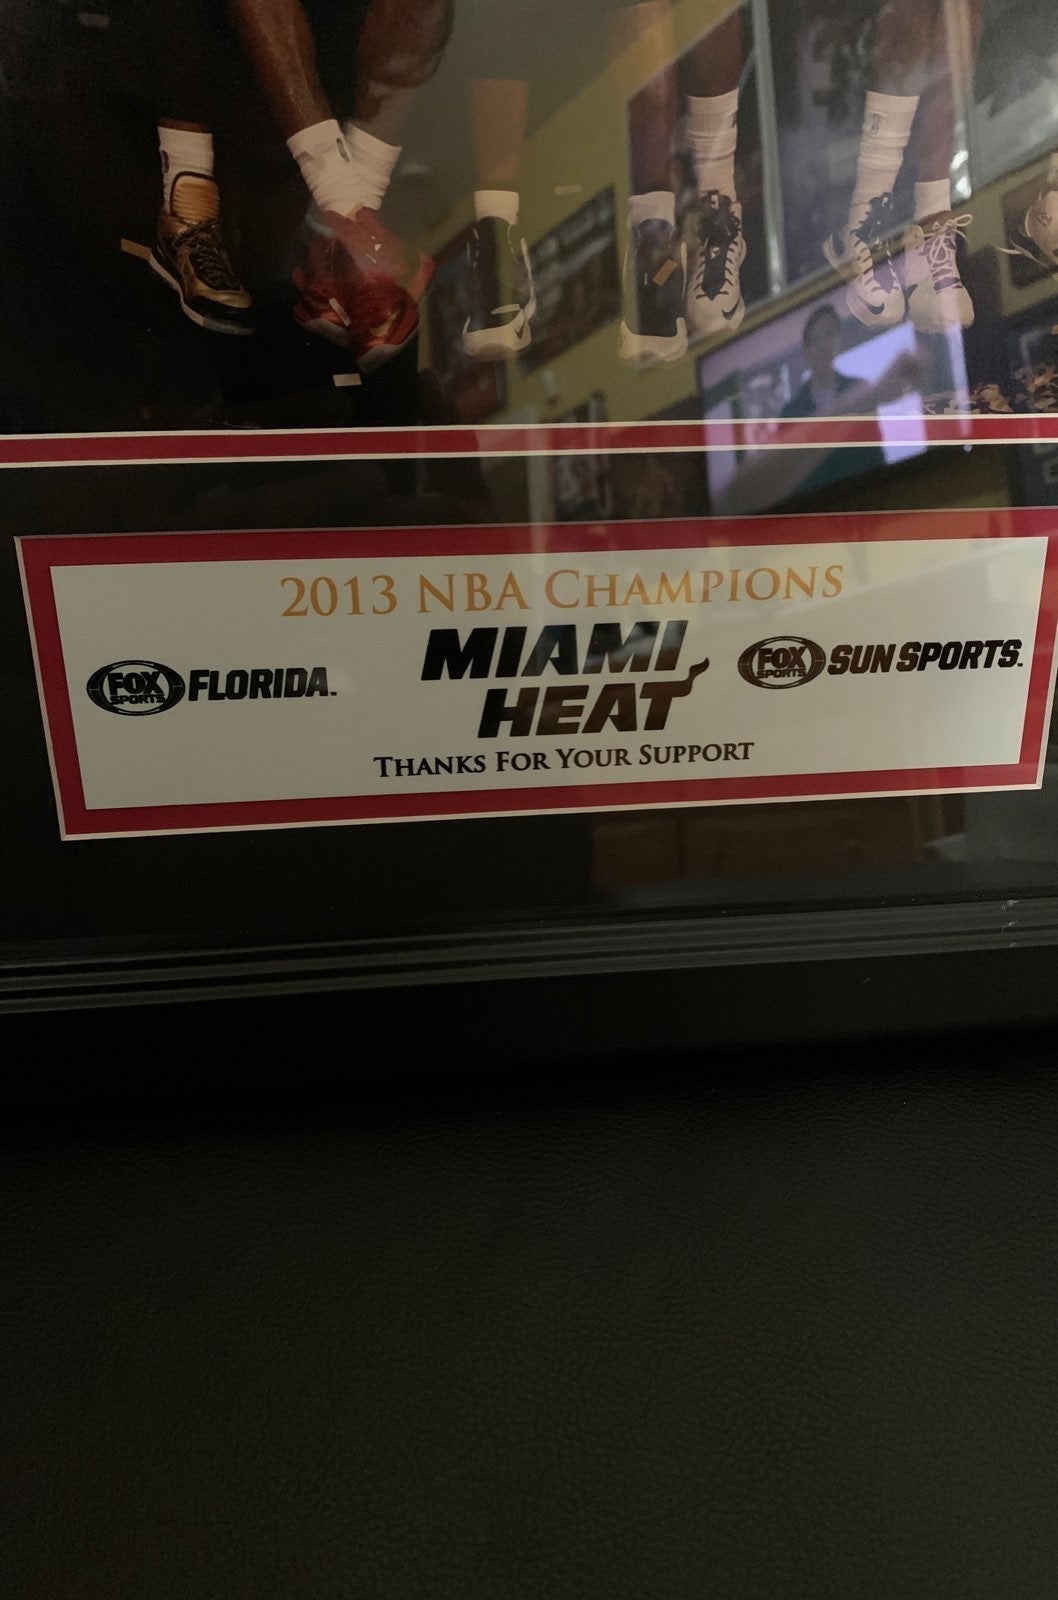 2013 NBA CHAMPIONS
FOX SPORTS FLORIDA.
MIAMI HEAT
FOX SPORTS SUN SPORTS.
THANKS FOR YOUR SUPPORT